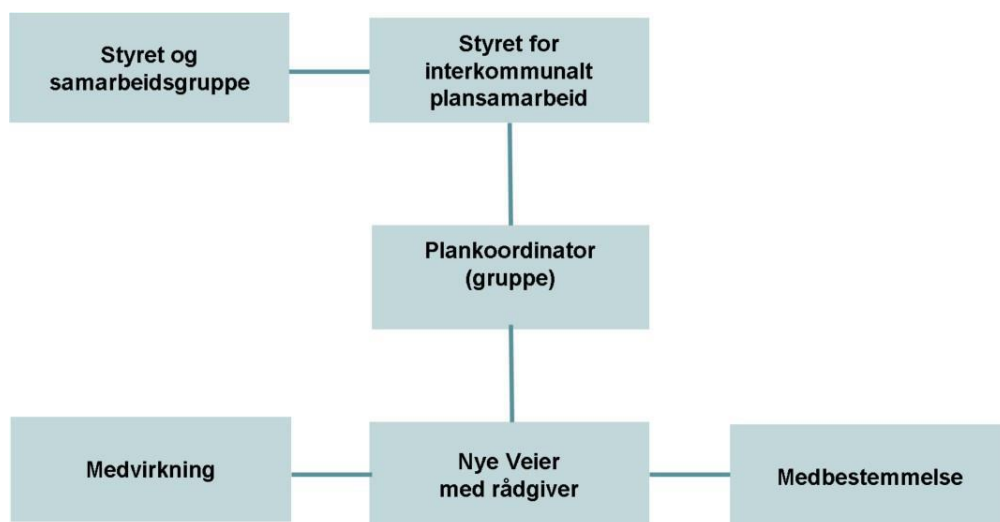 Styret og
samarbeidsgruppe
Styret for
interkommunalt
plansamarbeid
Plankoordinator
(gruppe)
Medvirkning
Nye Veier
med rådgiver
Medbestemmelse